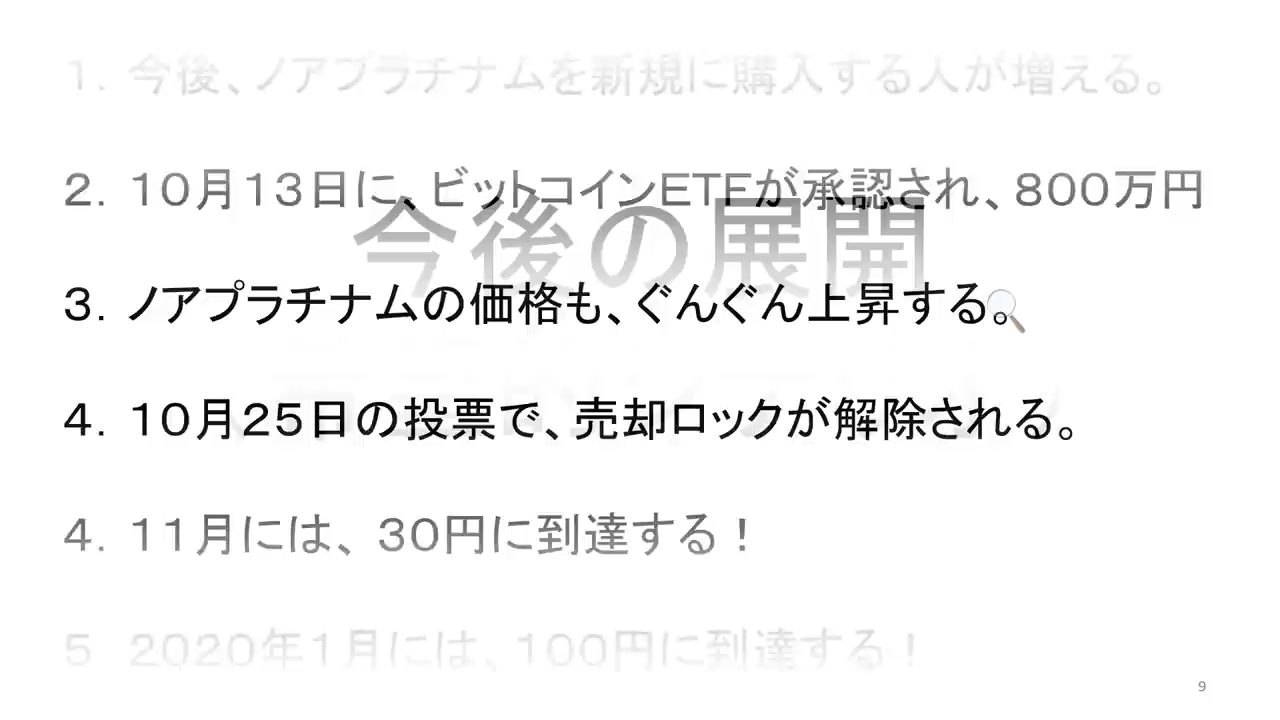 1. 今後、ノアプラチナムを新規に購入する人が増える。
2. 10月13日に、ビットコインETFが承認され、800万円
今後の展開
3. ノアプラチナムの価格も、ぐんぐん上昇する。
4. 10月25日の投票で、売却ロックが解除される。
4. 11月には、30円に到達する！
5 2020年1月には、100円に到達する！
9